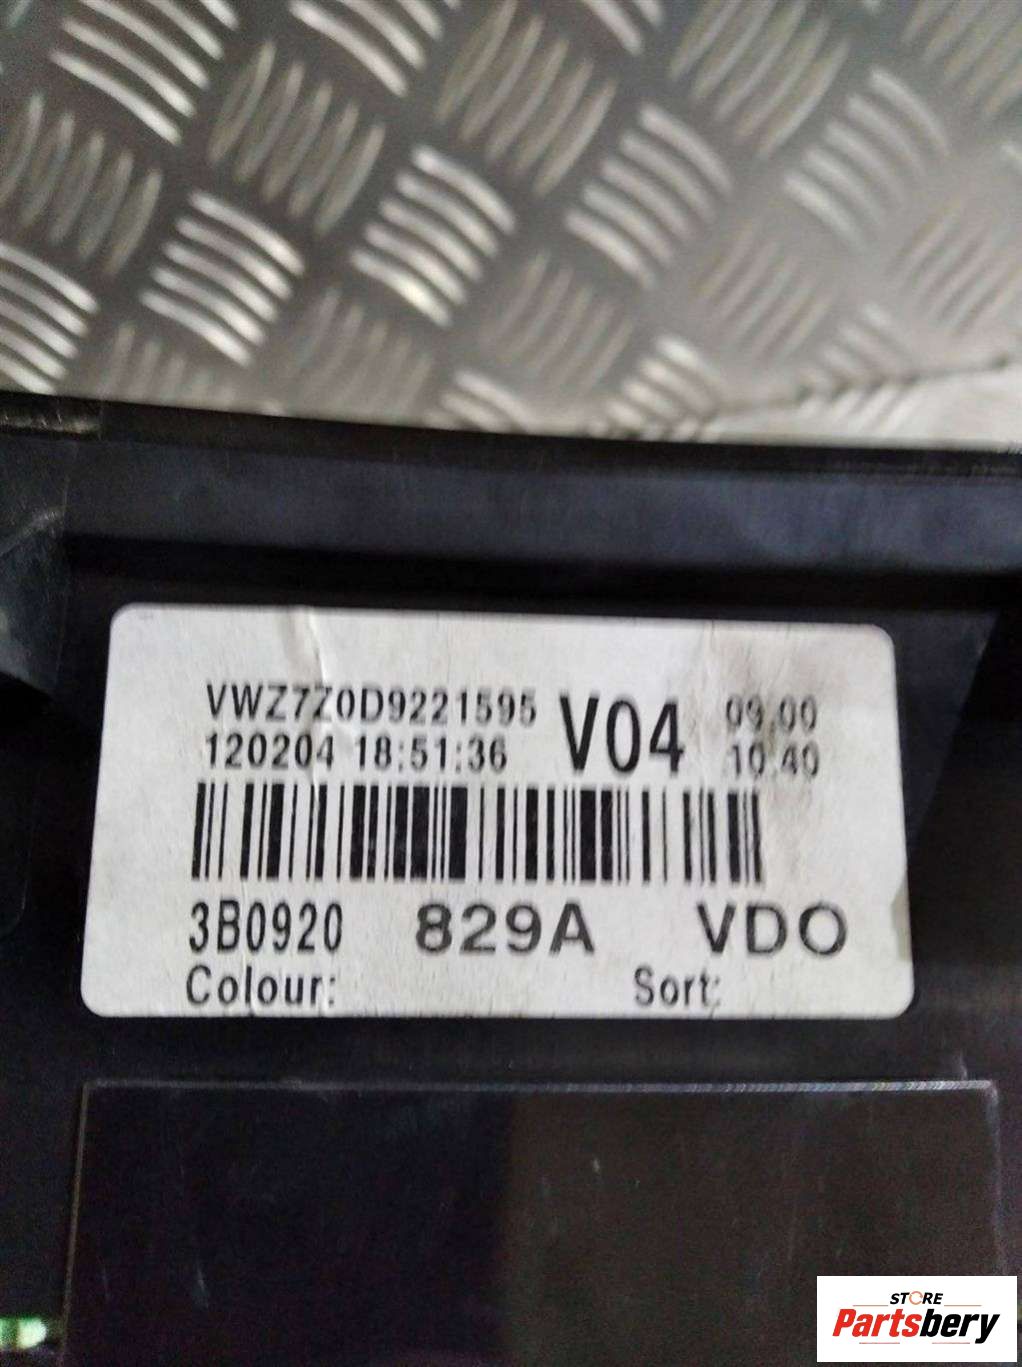 VWZ7Z0D9221595 V04 09.00
120204 18:51:36 10.40
3B0920 829A VDO
Colour: Sort:
STORE
Partsbery